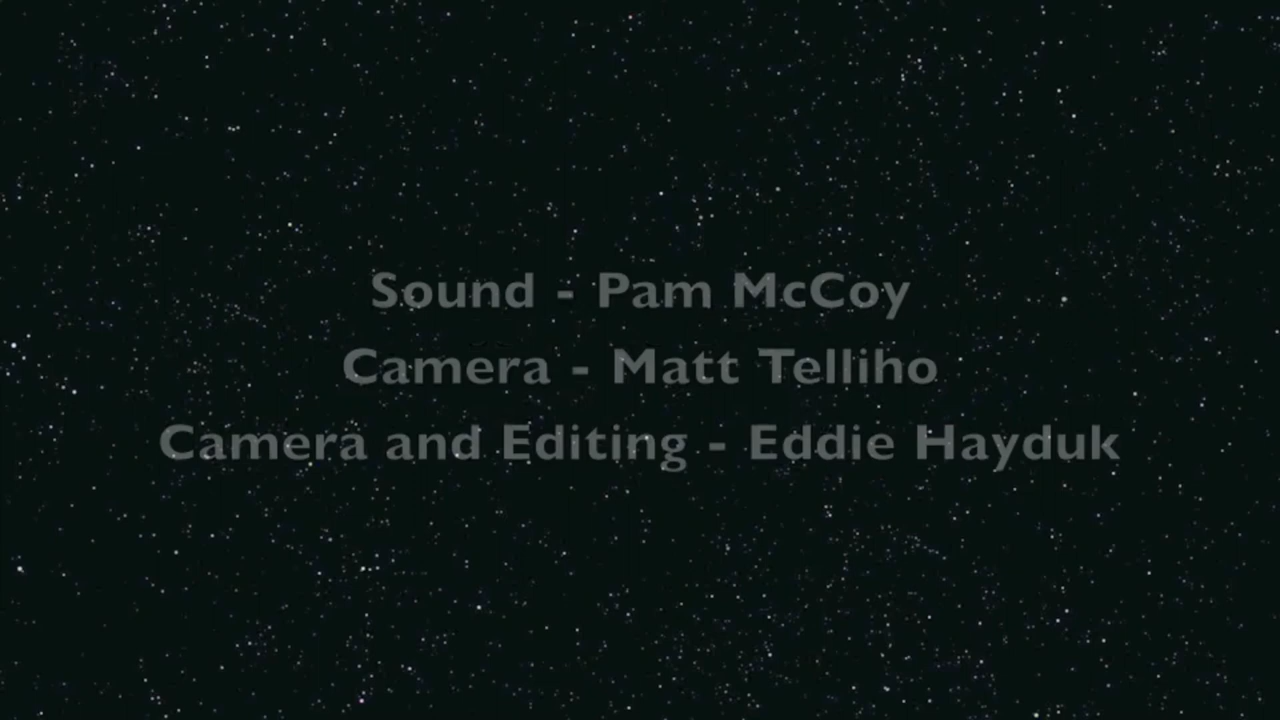 Sound - Pam McCoy
Camera - Matt Telliho
Camera and Editing - Eddie Hayduk